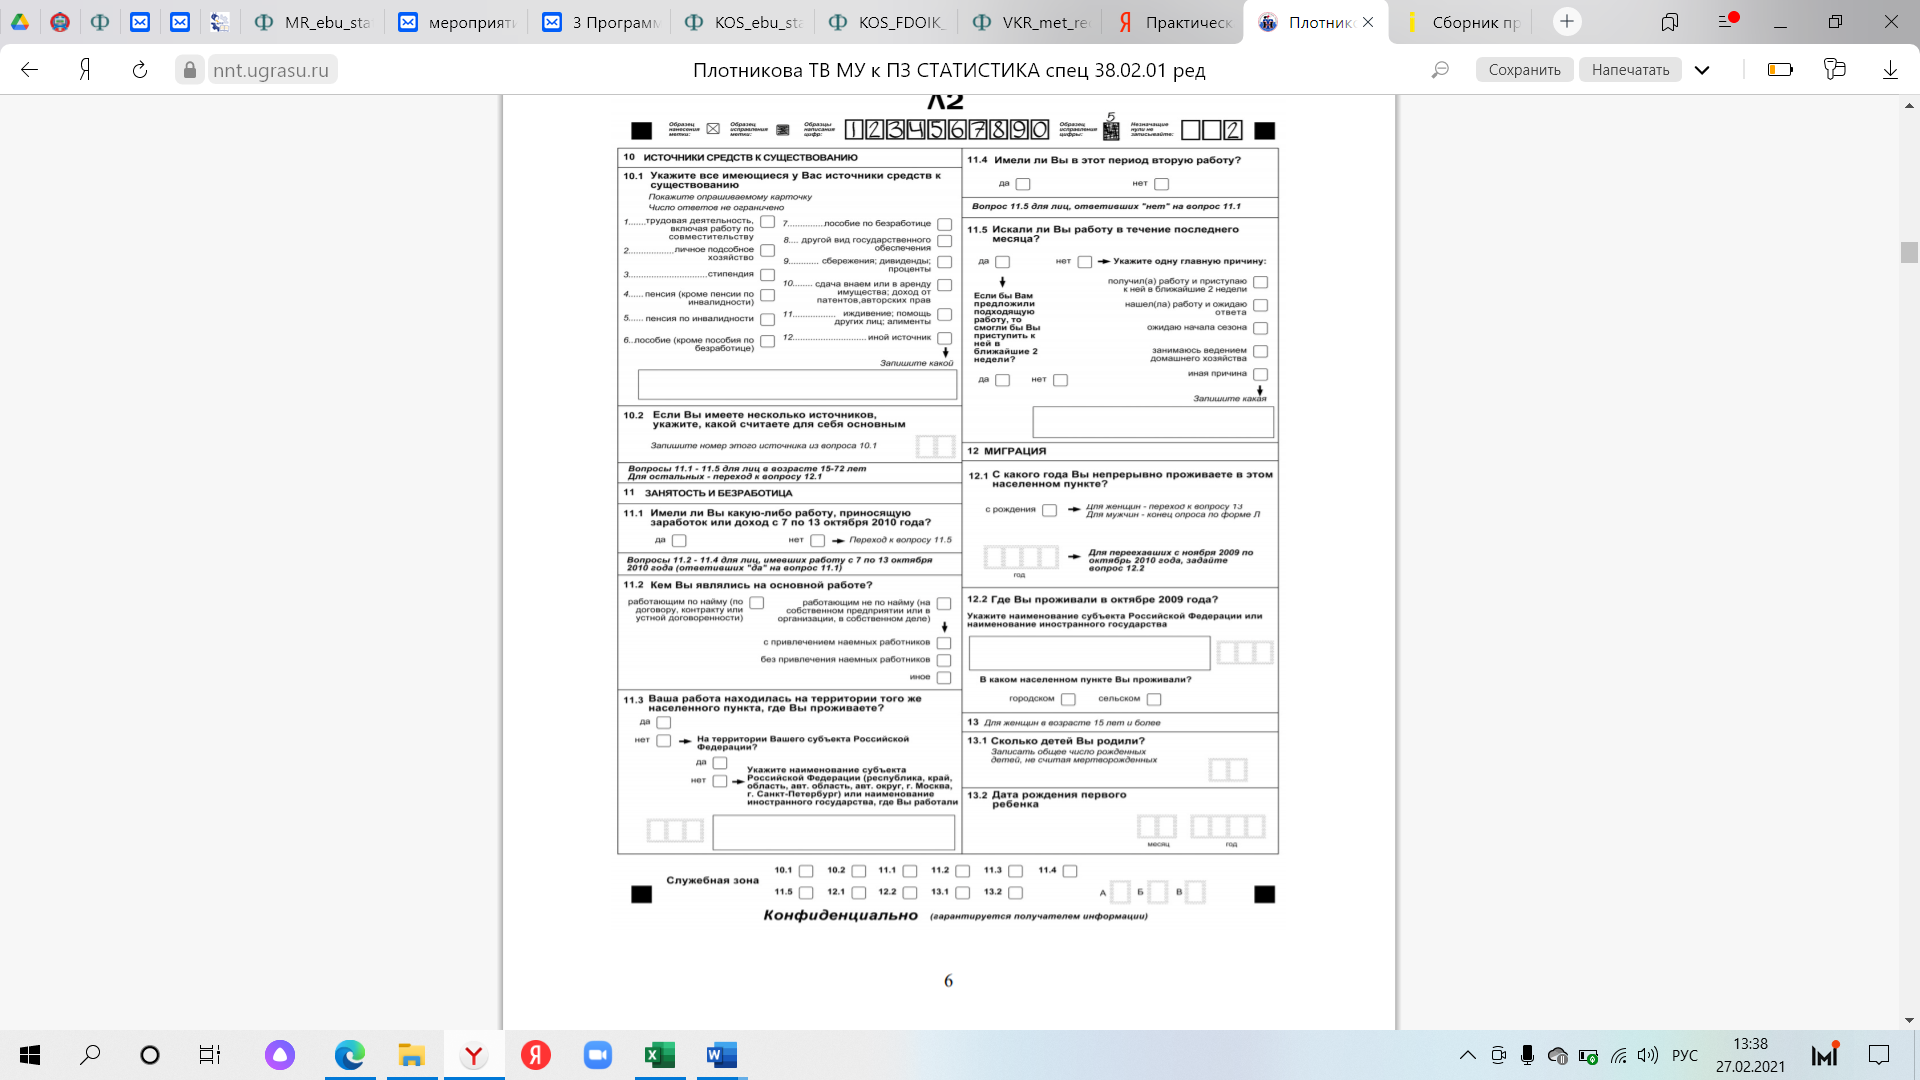 MR_ebu_sta
мероприяти
3 Программ
KOS_ebu_sta
KOS_FDOIK_
VKR_met_rec
Практическ
Плотнико
Сборник пр
nnt.ugrasu.ru
Плотникова ТВ МУ к ПЗ СТАТИСТИКА спец 38.02.01 ред
Сохранить
Напечатать
Л2
Образец нанесения метки:
Образец исправления метки:
Образцы написания цифр:
1234567890
Образец исправления цифры:
5
Незначащие нули не записывайте:
2
10 ИСТОЧНИКИ СРЕДСТВ К СУЩЕСТВОВАНИЮ
10.1 Укажите все имеющиеся у Вас источники средств к
существованию
Покажите опрашиваемому карточку
Число ответов не ограничено
1......трудовая деятельность,
включая работу по
совместительству
2.................личное подсобное
хозяйство
3.............................стипендия
4...... пенсия (кроме пенсии по
инвалидности)
5...... пенсия по инвалидности
6..пособие (кроме пособия по
безработице)
7..............пособие по безработице
8.... другой вид государственного
обеспечения
9............ сбережения; дивиденды;
проценты
10........ сдача внаем или в аренду
имущества; доход от
патентов,авторских прав
11................. иждивение; помощь
других лиц; алименты
12............................ иной источник
Запишите какой
10.2 Если Вы имеете несколько источников,
укажите, какой считаете для себя основным
Запишите номер этого источника из вопроса 10.1
Вопросы 11.1 - 11.5 для лиц в возрасте 15-72 лет
Для остальных - переход к вопросу 12.1
11 ЗАНЯТОСТЬ И БЕЗРАБОТИЦА
11.1 Имели ли Вы какую-либо работу, приносящую
заработок или доход с 7 по 13 октября 2010 года?
да нет Переход к вопросу 11.5
Вопросы 11.2 - 11.4 для лиц, имевших работу с 7 по 13 октября
2010 года (ответивших "да" на вопрос 11.1)
11.2 Кем Вы являлись на основной работе?
работающим по найму (по
договору, контракту или
устной договоренности)
работающим не по найму (на
собственном предприятии или в
организации, в собственном деле)
с привлечением наемных работников
без привлечения наемных работников
иное
11.3 Ваша работа находилась на территории того же
населенного пункта, где Вы проживаете?
да
нет На территории Вашего субъекта Российской
Федерации?
да
нет Укажите наименование субъекта
Российской Федерации (республика, край,
область, авт. область, авт. округ, г. Москва,
г. Санкт-Петербург) или наименование
иностранного государства, где Вы работали
11.4 Имели ли Вы в этот период вторую работу?
да нет
Вопрос 11.5 для лиц, ответивших "нет" на вопрос 11.1
11.5 Искали ли Вы работу в течение последнего
месяца?
да нет Укажите одну главную причину:
Если бы Вам
предложили
подходящую
работу, то
смогли бы Вы
приступить к
ней в
ближайшие 2
недели?
да нет
получил(а) работу и приступаю
к ней в ближайшие 2 недели
нашел(ла) работу и ожидаю
ответа
ожидаю начала сезона
занимаюсь ведением
домашнего хозяйства
иная причина
Запишите какая
12 МИГРАЦИЯ
12.1 С какого года Вы непрерывно проживаете в этом
населенном пункте?
с рождения Для женщин - переход к вопросу 13
Для мужчин - конец опроса по форме Л
год
Для переехавших с ноября 2009 по
октябрь 2010 года, задайте
вопрос 12.2
12.2 Где Вы проживали в октябре 2009 года?
Укажите наименование субъекта Российской Федерации или
наименование иностранного государства
В каком населенном пункте Вы проживали?
городском сельском
13 Для женщин в возрасте 15 лет и более
13.1 Сколько детей Вы родили?
Записать общее число рожденных
детей, не считая мертворожденных
13.2 Дата рождения первого
ребенка
месяц год
Служебная зона
10.1 10.2 11.1 11.2 11.3 11.4
11.5 12.1 12.2 13.1 13.2 А Б В
Конфиденциально (гарантируется получателем информации)
6
РУС
13:38
27.02.2021